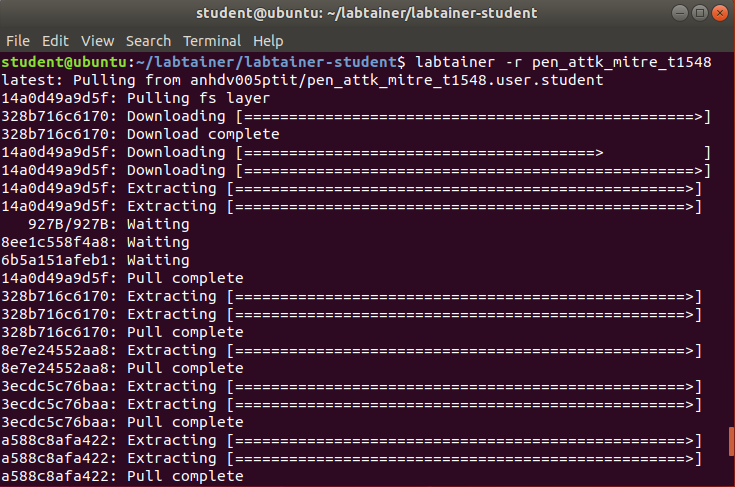 student@ubuntu: ~/labtainer/labtainer-student
File Edit View Search Terminal Help
student@ubuntu:~/labtainer/labtainer-student$ labtainer -r pen_attk_mitre_t1548
latest: Pulling from anhdv005ptit/pen_attk_mitre_t1548.user.student
14a0d49a9d5f: Pulling fs layer
328b716c6170: Downloading [==================================================>]
328b716c6170: Download complete
14a0d49a9d5f: Downloading [=======================================>           ]
14a0d49a9d5f: Downloading [==================================================>]
14a0d49a9d5f: Extracting [==================================================>]
14a0d49a9d5f: Extracting [==================================================>]
   927B/927B: Waiting
8ee1c558f4a8: Waiting
6b5a151afeb1: Waiting
14a0d49a9d5f: Pull complete
328b716c6170: Extracting [==================================================>]
328b716c6170: Extracting [==================================================>]
328b716c6170: Pull complete
8e7e24552aa8: Extracting [==================================================>]
8e7e24552aa8: Pull complete
3ecdc5c76baa: Extracting [==================================================>]
3ecdc5c76baa: Extracting [==================================================>]
3ecdc5c76baa: Pull complete
a588c8afa422: Extracting [==================================================>]
a588c8afa422: Extracting [==================================================>]
a588c8afa422: Pull complete